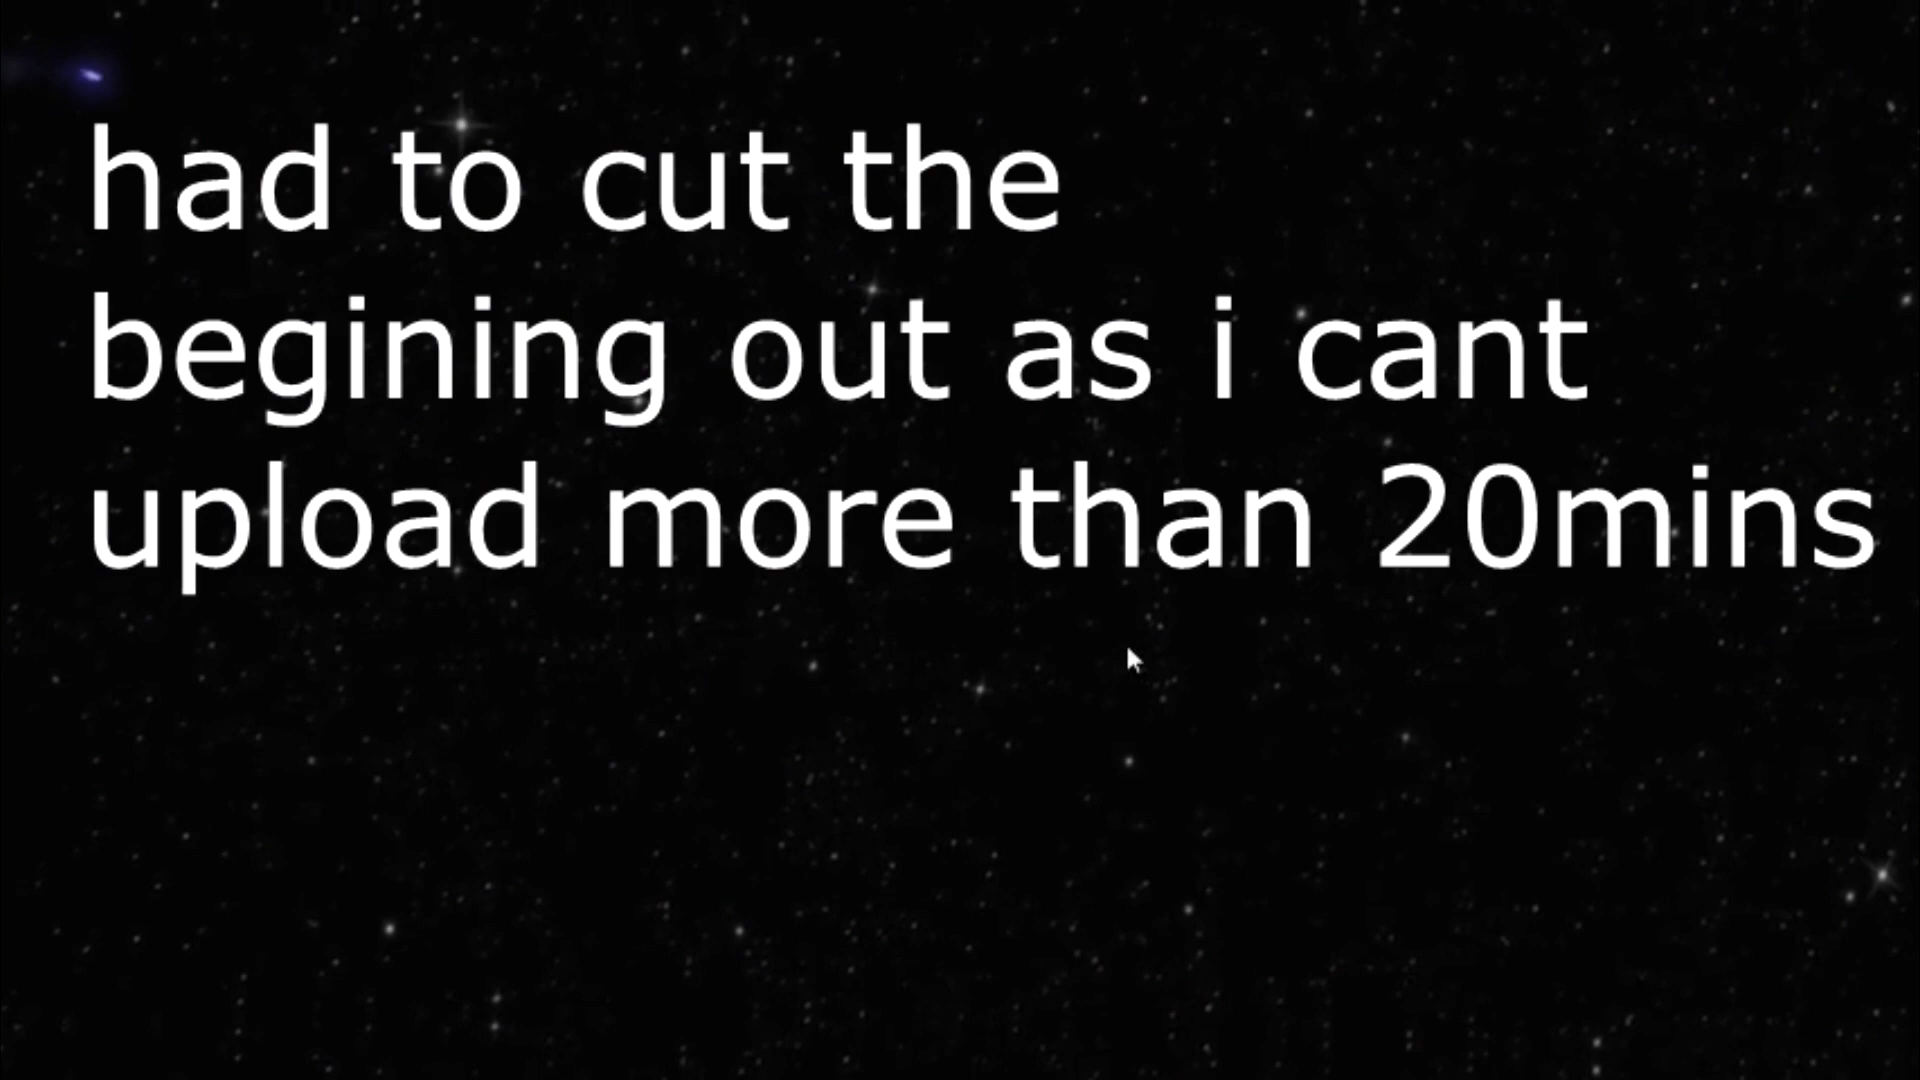 had to cut the
begining out as i cant
upload more than 20mins